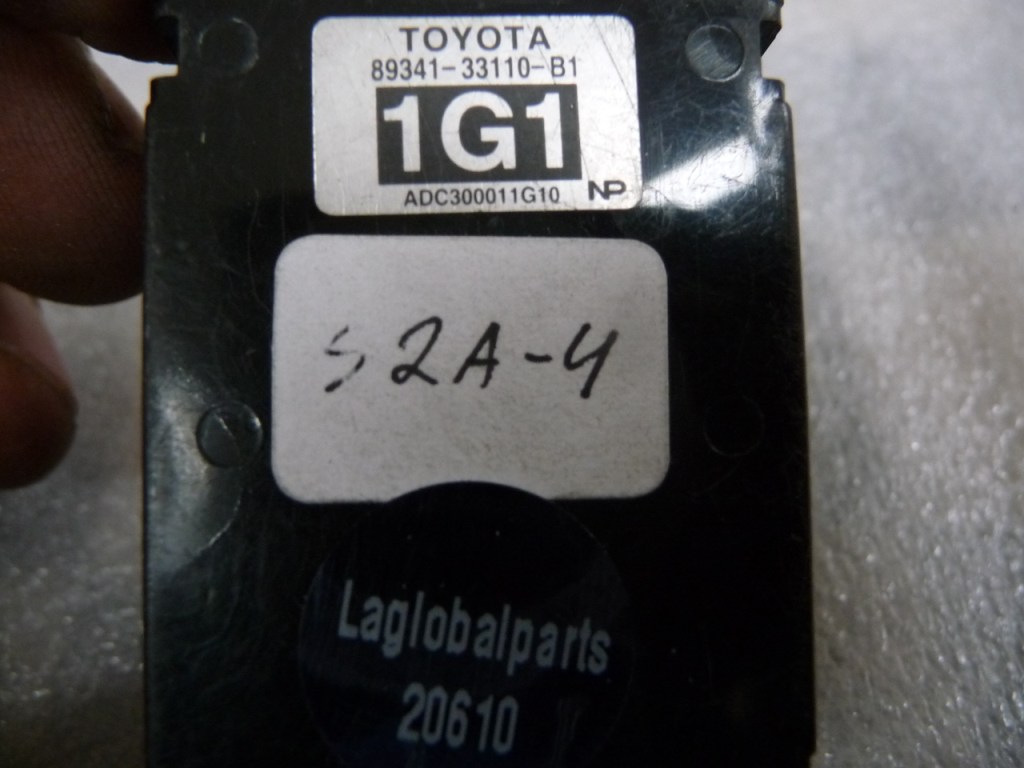 TOYOTA
89341-33110-B1
1G1
ADC300011G10 NP
S2A-4
Laglobalparts
20610